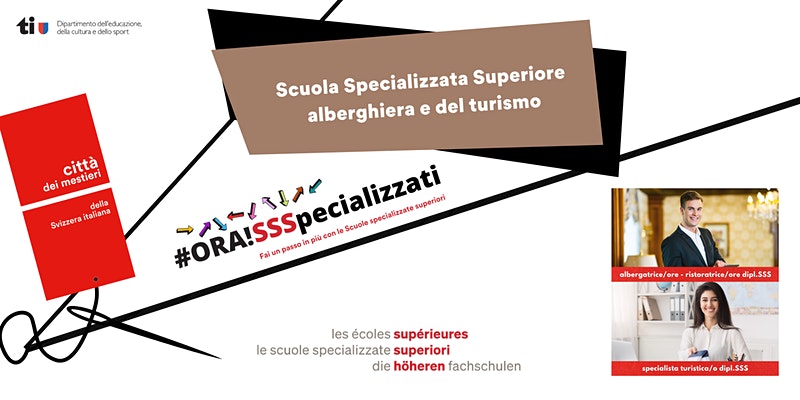 ti
Dipartimento dell'educazione,
della cultura e dello sport
Scuola Specializzata Superiore
alberghiera e del turismo
città
dei mestieri
della
Svizzera italiana
#ORA!SSSpecializzati
Fai un passo in più con le Scuole specializzate superiori
albergatrice/ore - ristoratrice/ore dipl.SSS
specialista turistica/o dipl.SSS
les écoles supérieures
le scuole specializzate superiori
die höheren fachschulen